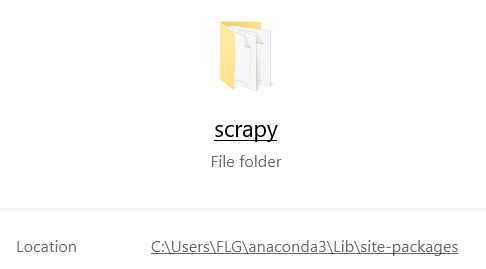 scrapy
File folder
Location C:\Users\FLG\anaconda3\Lib\site-packages